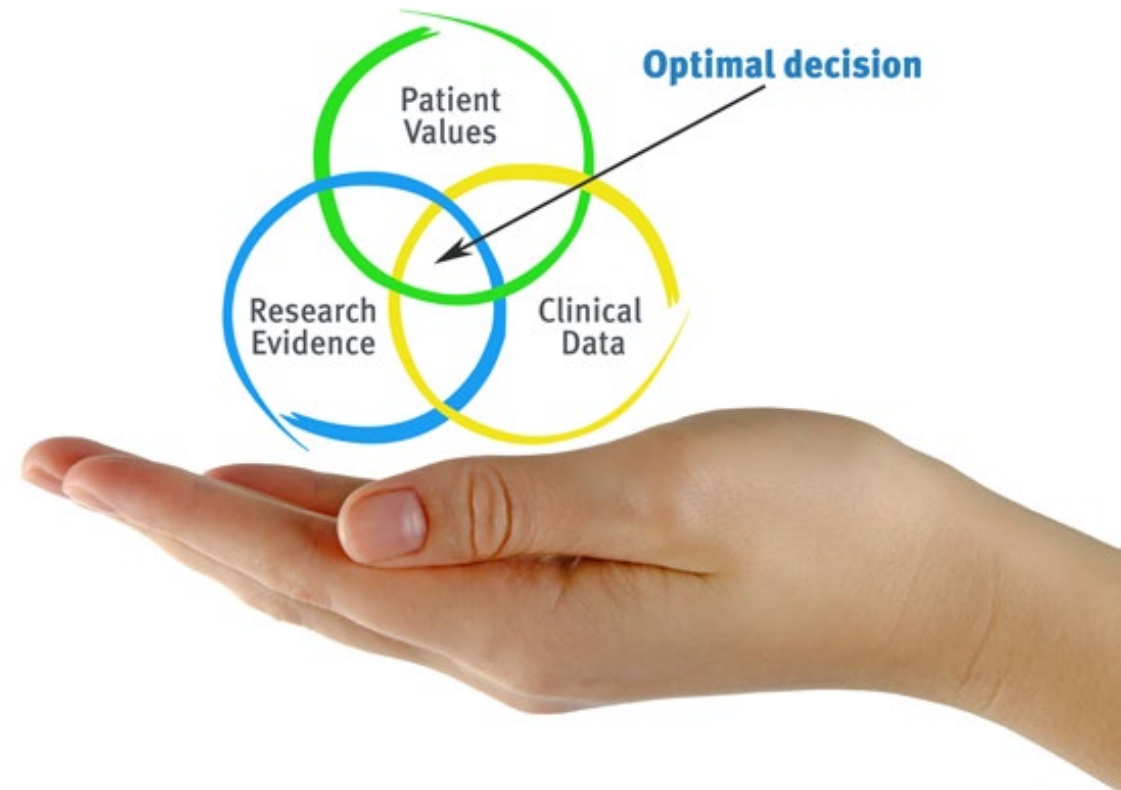 Optimal decision
Patient
Values
Research
Evidence
Clinical
Data